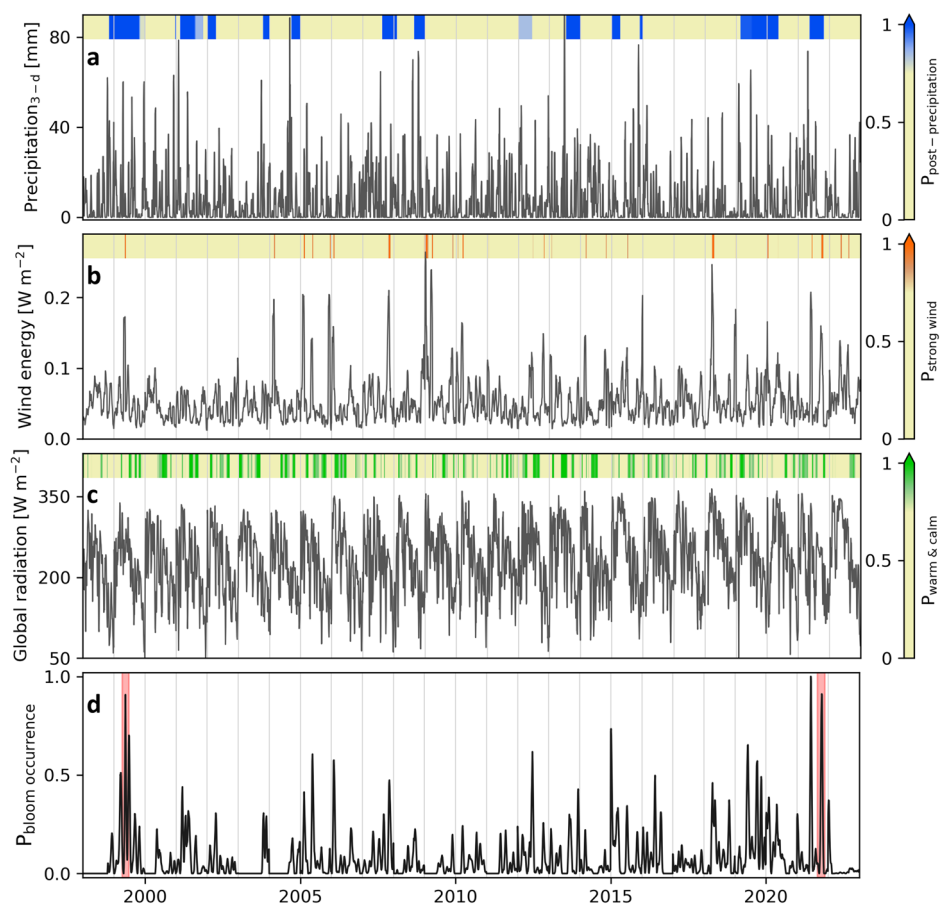 a
Precipitation3-d [mm]
80
40
0
1
0.5
0
Ppost-precipitation
b
Wind energy [W m−2]
0.2
0.1
0.0
1
0.5
0
Pstrong wind
c
Global radiation [W m−2]
350
200
50
1
0.5
0
Pwarm & calm
d
Pbloom occurrence
1.0
0.5
0.0
2000 2005 2010 2015 2020